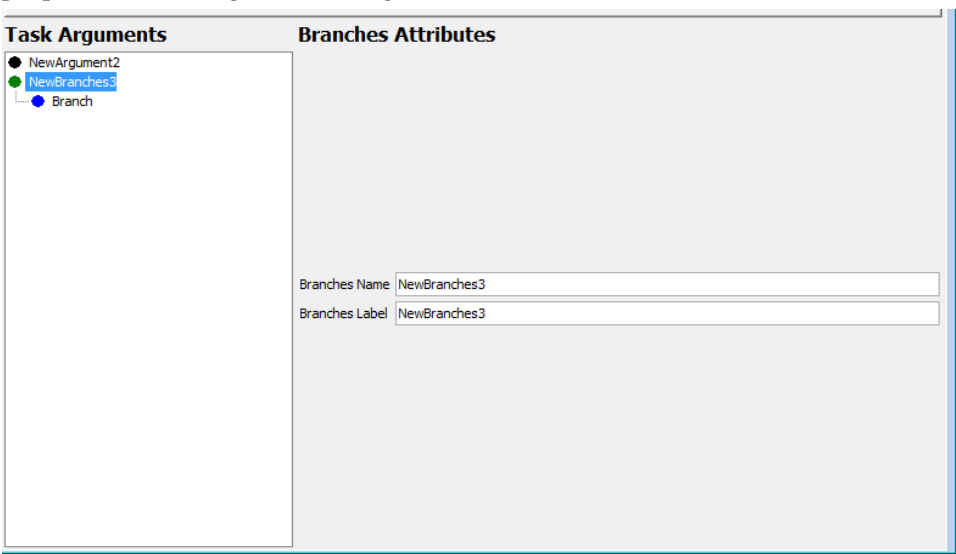 Task Arguments
Branches Attributes
NewArgument2
NewBranches3
Branch
Branches Name NewBranches3
Branches Label NewBranches3